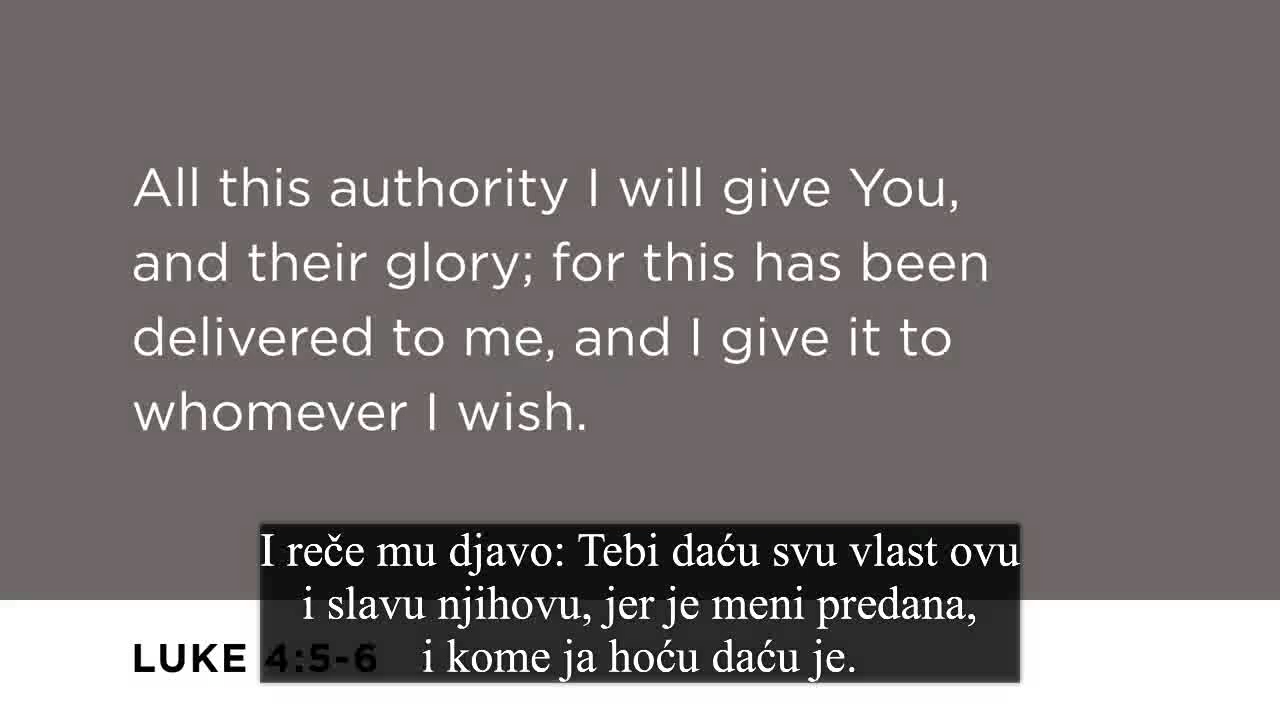 All this authority I will give You,
and their glory; for this has been
delivered to me, and I give it to
whomever I wish.
I reče mu djavo: Tebi daću svu vlast ovu
i slavu njihovu, jer je meni predana,
i kome ja hoću daću je.
LUKE 4:5-6